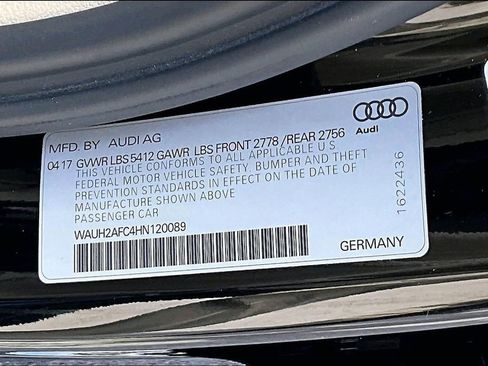 MFD. BY AUDI AG
04 17 GVWR LBS 5412 GAWR LBS FRONT 2778 /REAR 2756
THIS VEHICLE CONFORMS TO ALL APPLICABLE U.S
FEDERAL MOTOR VEHICLE SAFETY, BUMPER AND THEFT
PREVENTION STANDARDS IN EFFECT ON THE DATE OF
MANUFACTURE SHOWN ABOVE
PASSENGER CAR
WAUH2AFC4HN120089
GERMANY
Audi
1622436